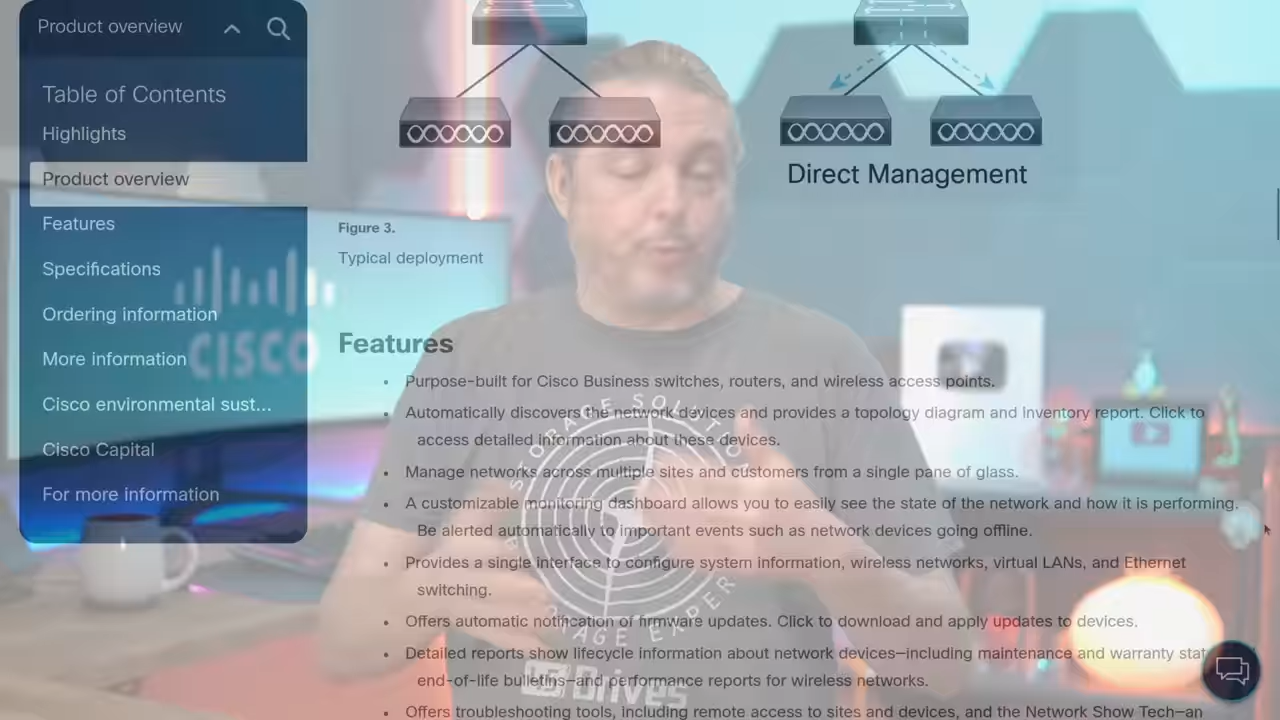 Product overview
Table of Contents
Highlights
Product overview
Features
Specifications
Ordering information
More information
Cisco environmental sust...
Cisco Capital
For more information
CISCO
Direct Management
Figure 3.
Typical deployment
Features
Purpose-built for Cisco Business switches, routers, and wireless access points.
Automatically discovers the network devices and provides a topology diagram and inventory report. Click to
access detailed information about these devices.
Manage networks across multiple sites and customers from a single pane of glass.
A customizable monitoring dashboard allows you to easily see the state of the network and how it is performing.
Be alerted automatically to important events such as network devices going offline.
Provides a single interface to configure system information, wireless networks, virtual LANs, and Ethernet
switching.
Offers automatic notification of firmware updates. Click to download and apply updates to devices.
Detailed reports show lifecycle information about network devices—including maintenance and warranty stat
end-of-life bulletins—and performance reports for wireless networks.
Offers troubleshooting tools, including remote access to sites and devices, and the Network Show Tech—an
STORAGE SOLUTIO
EXPER
Drives